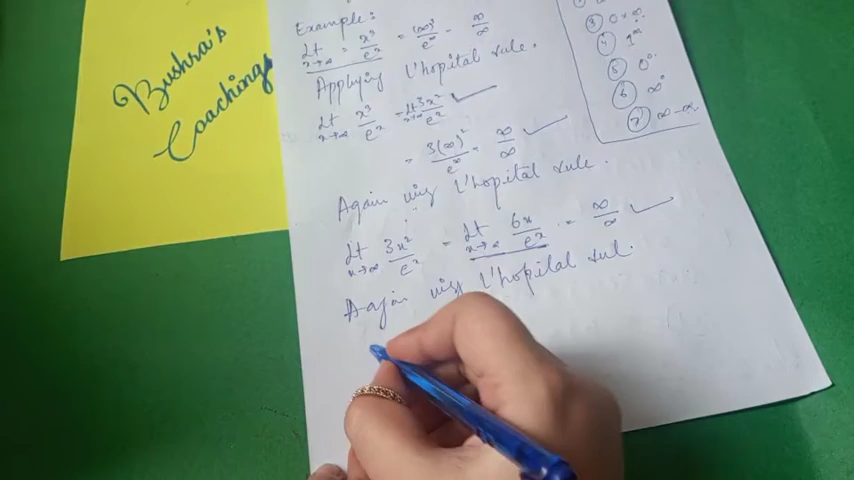 Bushra's
Coachings
Example:
Lt x→∞ = x³/eˣ = (∞)³/e^∞ = ∞/∞
Applying L'hopital rule.
Lt x→∞ x³/eˣ = Lt x→∞ 3x²/eˣ
= 3(∞)²/e^∞ = ∞/∞
Again using L'hopital rule.
Lt x→∞ 3x²/eˣ = Lt x→∞ 6x/eˣ = ∞/∞
Again using L'hopital rul.
③ 0×∞
④ 1^∞
⑤ 0⁰
⑥ ∞⁰
⑦ ∞-∞